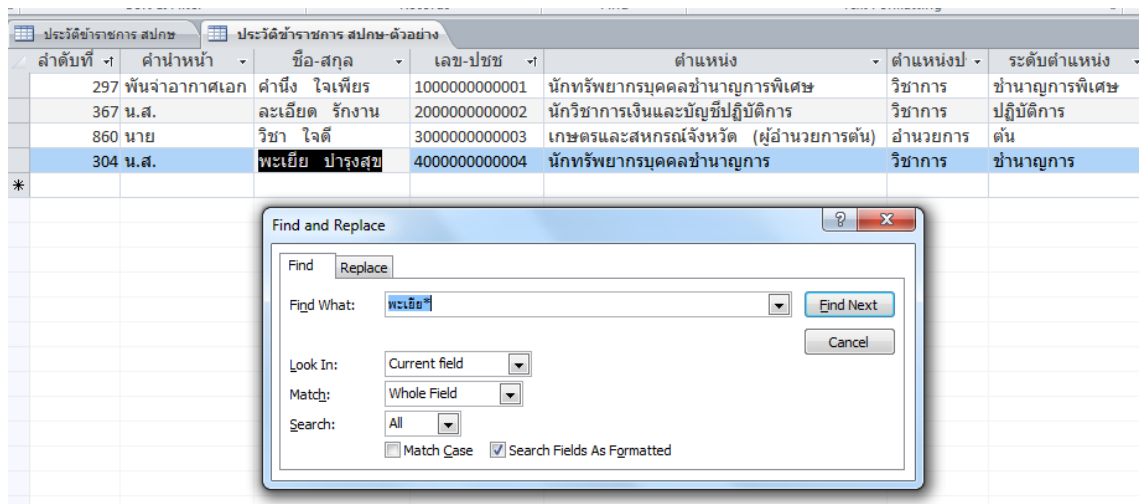 ประวัติข้าราชการ สปกษ ประวัติข้าราชการ สปกษ-ตัวอย่าง
ลำดับที่ คำนำหน้า ชื่อ-สกุล เลข-ปชช ตำแหน่ง ตำแหน่งป ระดับตำแหน่ง
297 พันจ่าอากาศเอก คำนึง ใจเพียร 1000000000001 นักทรัพยากรบุคคลชำนาญการพิเศษ วิชาการ ชำนาญการพิเศษ
367 น.ส. ละเอียด รักงาน 2000000000002 นักวิชาการเงินและบัญชีปฏิบัติการ วิชาการ ปฏิบัติการ
860 นาย วิชา ใจดี 3000000000003 เกษตรและสหกรณ์จังหวัด (ผู้อำนวยการต้น) อำนวยการ ต้น
304 น.ส. พะเยีย บำรุงสุข 4000000000004 นักทรัพยากรบุคคลชำนาญการ วิชาการ ชำนาญการ
Find and Replace
Find Replace
Find What: พะเยีย* Find Next
Cancel
Look In: Current field
Match: Whole Field
Search: All
Match Case Search Fields As Formatted